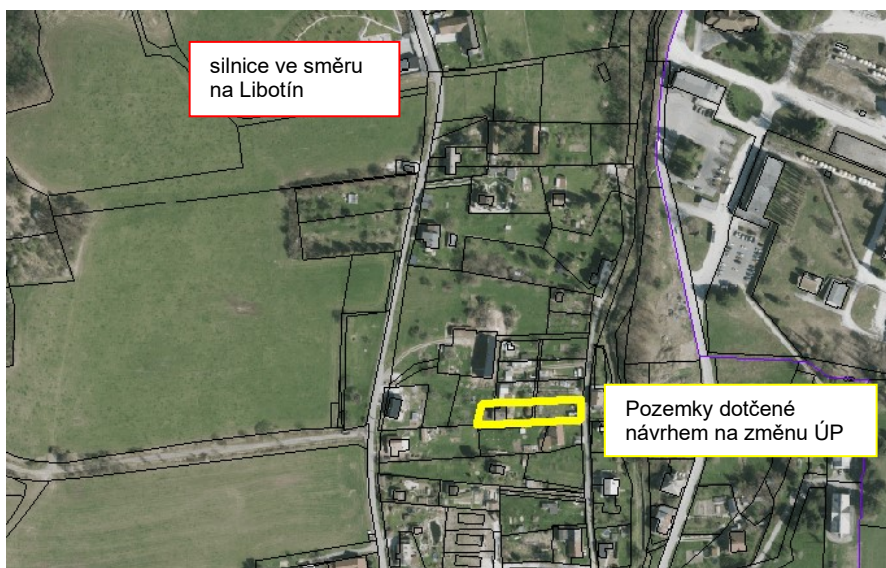 silnice ve směru
na Libotín
Pozemky dotčené
návrhem na změnu ÚP